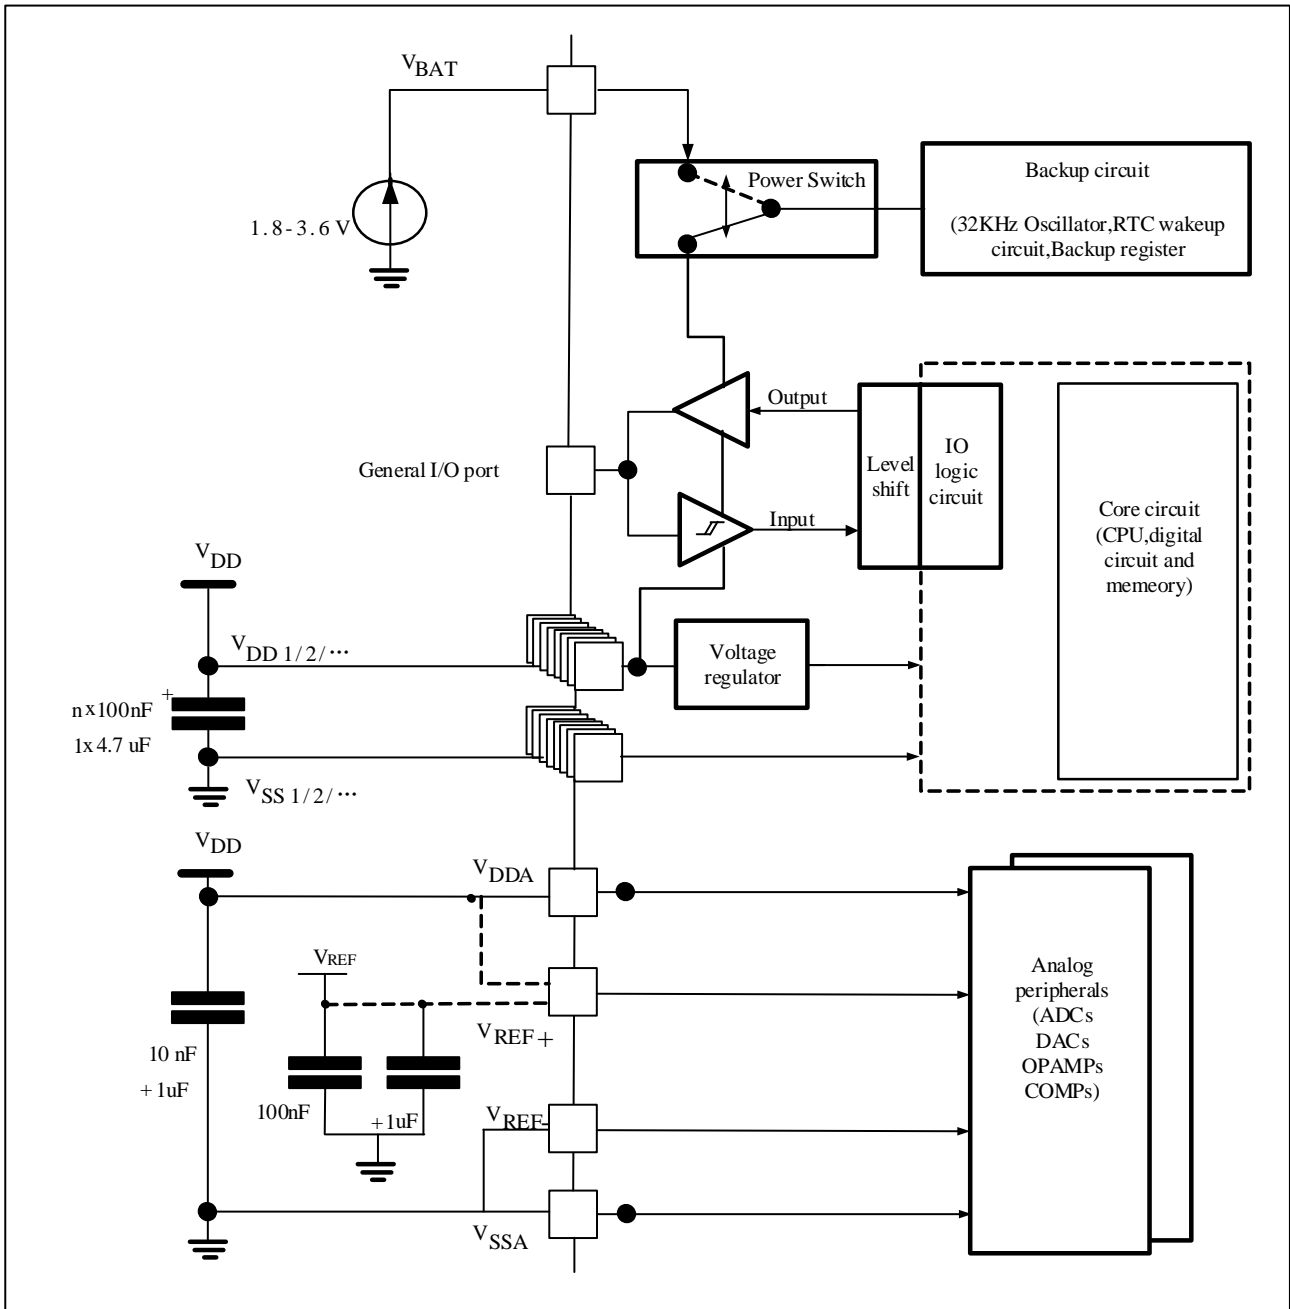 VBAT
Power Switch
1.8-3.6 V
Backup circuit
(32KHz Oscillator,RTC wakeup
circuit,Backup register
Output
General I/O port
Level
shift
IO
logic
circuit
Input
Core circuit
(CPU,digital
circuit and
memeory)
VDD
VDD 1/2/···
Voltage
regulator
+
nx100nF
1x4.7 uF
VSS 1/2/···
VDD
VDDA
VREF
VREF+
10 nF
+1uF
100nF
+1uF
VREF-
VSSA
Analog
peripherals
(ADCs
DACs
OPAMPs
COMPs)